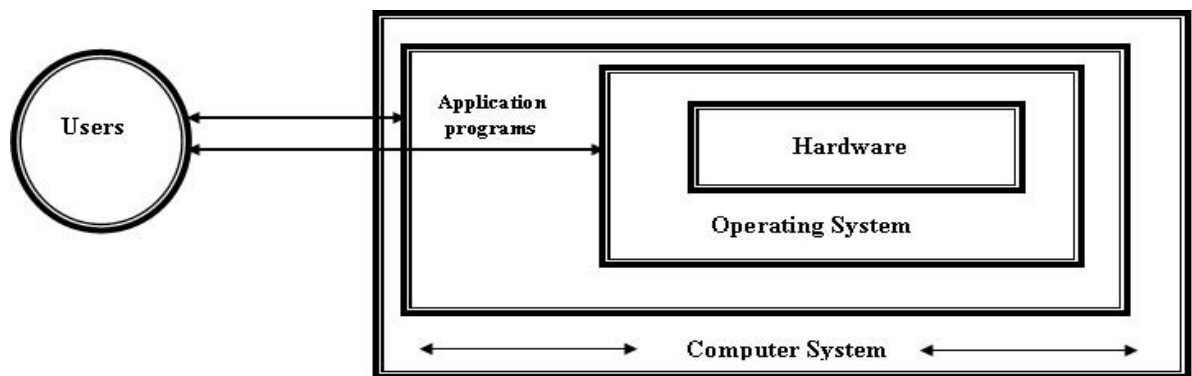 Users
Application
programs
Hardware
Operating System
Computer System